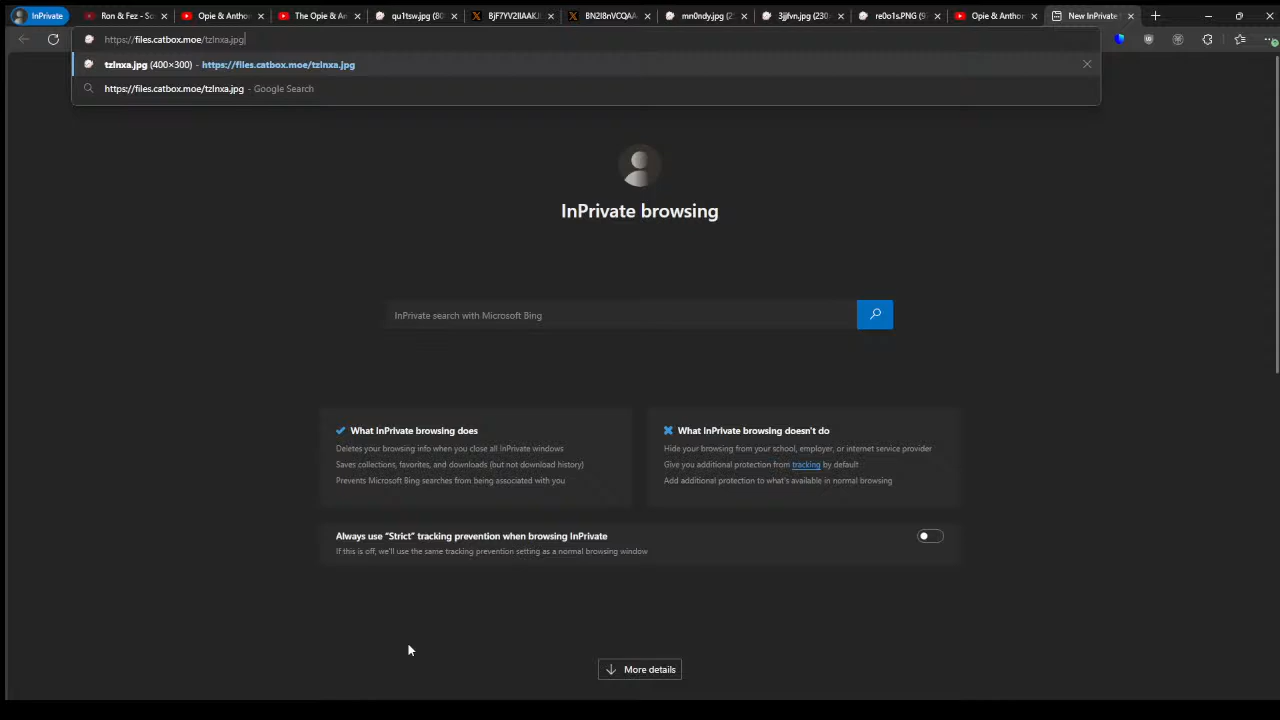 InPrivate
Ron & Fez - Sc
Opie & Anthon
The Opie & An
qu1tsw.jpg (80
BJF7YV2IIAAKJ
BN2I8nVCQAA
mn0ndy.jpg (
3jjfvn.jpg (230
re0o1s.PNG (9
Opie & Anthor
New InPrivate
https://files.catbox.moe/tzlnxa.jpg
tzlnxa.jpg (400×300) - https://files.catbox.moe/tzlnxa.jpg
https://files.catbox.moe/tzlnxa.jpg - Google Search
InPrivate browsing
InPrivate search with Microsoft Bing
What InPrivate browsing does
Deletes your browsing info when you close all InPrivate windows
Saves collections, favorites, and downloads (but not download history)
Prevents Microsoft Bing searches from being associated with you
What InPrivate browsing doesn't do
Hide your browsing from your school, employer, or internet service provider
Give you additional protection from tracking by default
Add additional protection to what's available in normal browsing
Always use "Strict" tracking prevention when browsing InPrivate
If this is off, we'll use the same tracking prevention setting as a normal browsing window
More details